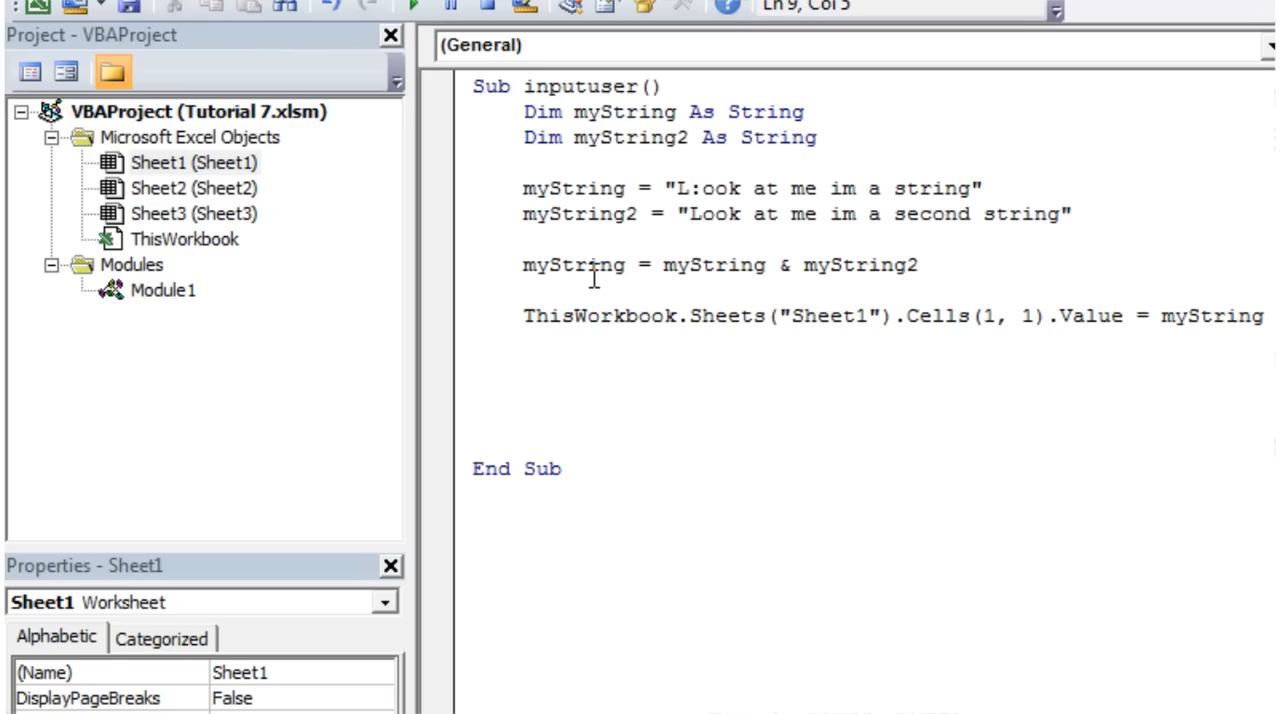 Ln 9, Col 5
Project - VBAProject
VBAProject (Tutorial 7.xlsm)
Microsoft Excel Objects
Sheet1 (Sheet1)
Sheet2 (Sheet2)
Sheet3 (Sheet3)
ThisWorkbook
Modules
Module1
Properties - Sheet1
Sheet1 Worksheet
Alphabetic Categorized
(Name) Sheet1
DisplayPageBreaks False
(General)
Sub inputuser()
Dim myString As String
Dim myString2 As String
myString = "L:ook at me im a string"
myString2 = "Look at me im a second string"
myString = myString & myString2
ThisWorkbook.Sheets("Sheet1").Cells(1, 1).Value = myString
End Sub